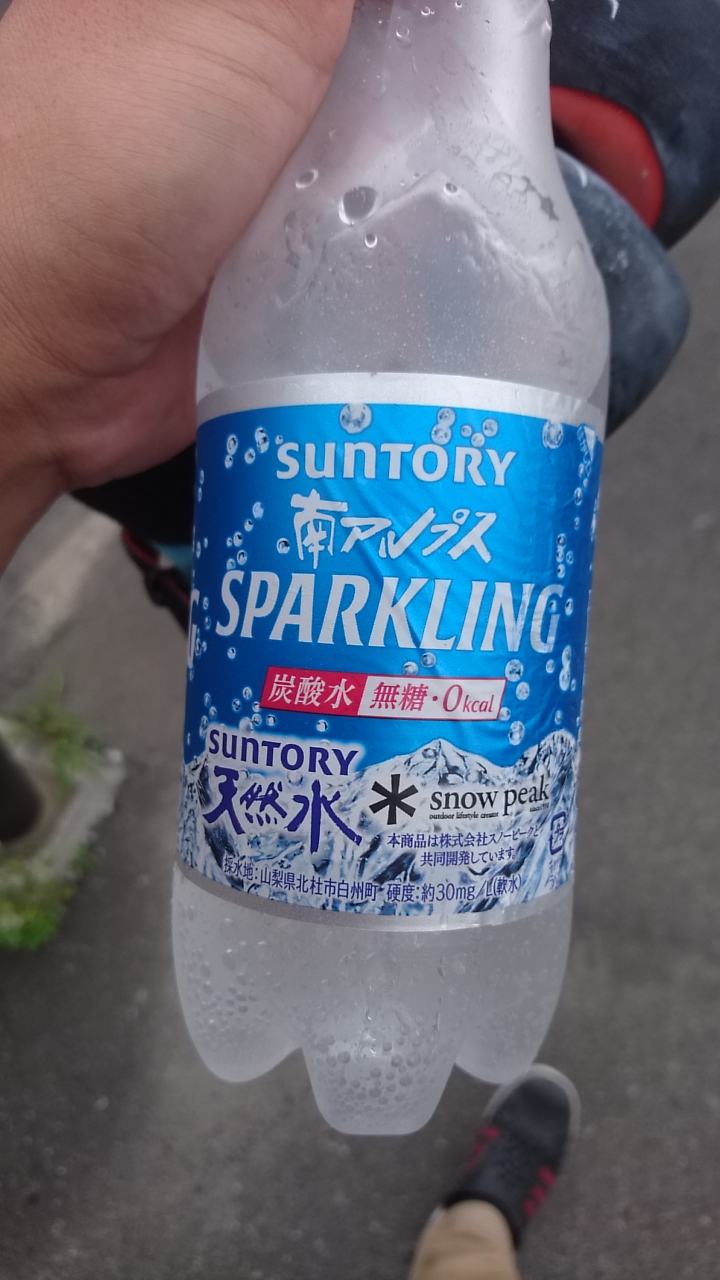 SUNTORY
南アルプス
SPARKLING
G
炭酸水 無糖・0kcal
SUNTORY
天然水
snow peak
outdoor lifestyle creator
本商品は株式会社スノーピークと
共同開発しています。
採水地:山梨県北杜市白州町 硬度:約30mg/L(軟水)